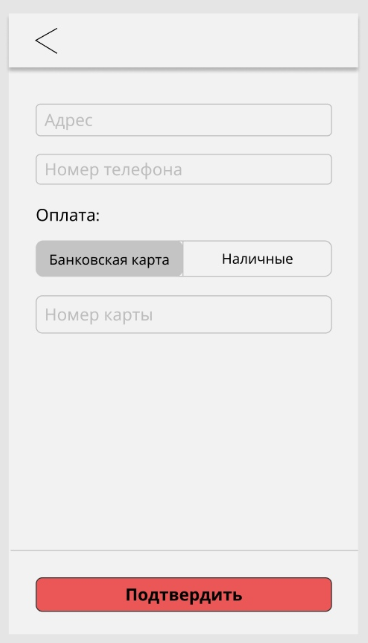 Адрес
Номер телефона
Оплата:
Банковская карта
Наличные
Номер карты
Подтвердить